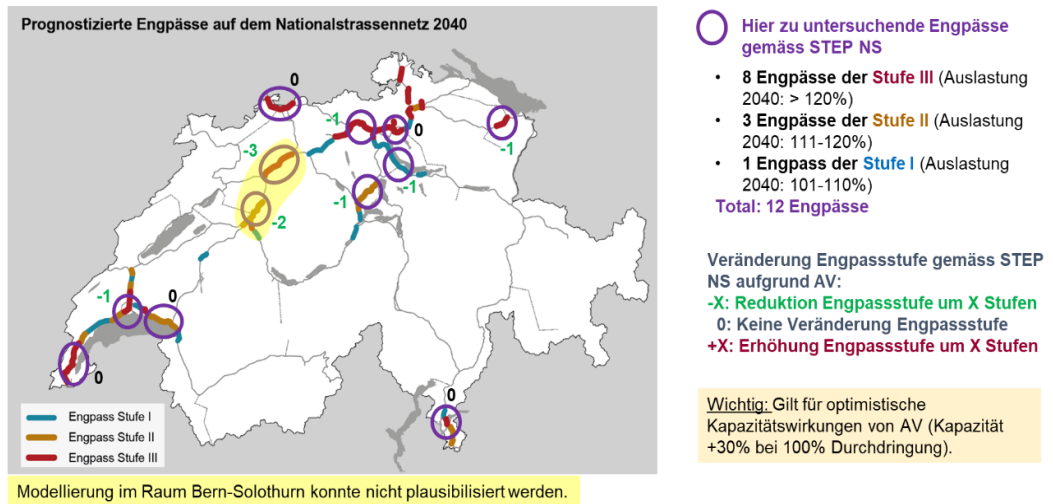 Prognostizierte Engpässe auf dem Nationalstrassennetz 2040
0
-1
0
-3
-1
-1
-1
-2
-1
0
0
0
Engpass Stufe I
Engpass Stufe II
Engpass Stufe III
Modellierung im Raum Bern-Solothurn konnte nicht plausibilisiert werden.
Hier zu untersuchende Engpässe
gemäss STEP NS
• 8 Engpässe der Stufe III (Auslastung
2040: > 120%)
• 3 Engpässe der Stufe II (Auslastung
2040: 111-120%)
• 1 Engpass der Stufe I (Auslastung
2040: 101-110%)
Total: 12 Engpässe
Veränderung Engpassstufe gemäss STEP
NS aufgrund AV:
-X: Reduktion Engpassstufe um X Stufen
0: Keine Veränderung Engpassstufe
+X: Erhöhung Engpassstufe um X Stufen
Wichtig: Gilt für optimistische
Kapazitätswirkungen von AV (Kapazität
+30% bei 100% Durchdringung).